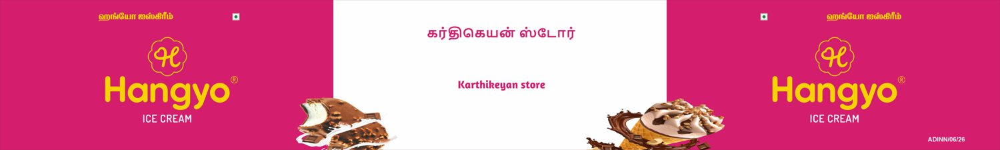 ஹங்யோ ஐஸ்கிரீம்
H
Hangyo®
ICE CREAM
கர்திகெயன் ஸ்டோர்
Karthikeyan store
ஹங்யோ ஐஸ்கிரீம்
H
Hangyo®
ICE CREAM
ADINN/06/26